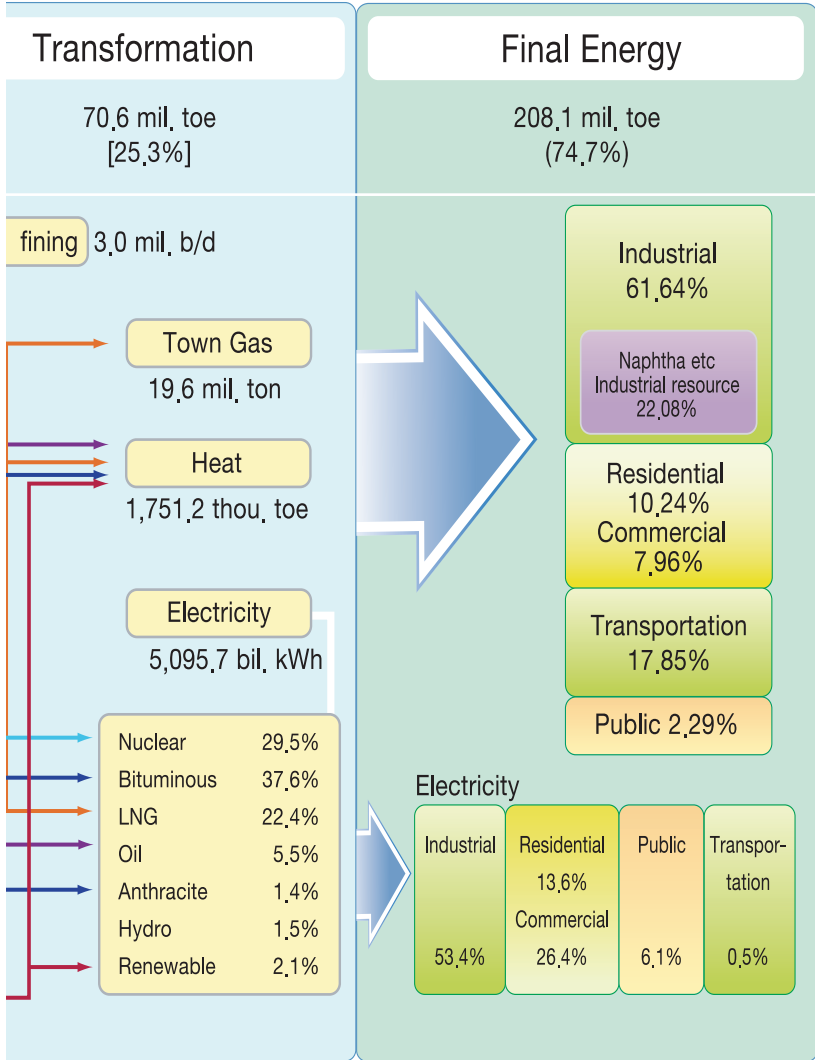 Transformation
70.6 mil. toe
[25.3%]
fining
3.0 mil. b/d
Town Gas
19.6 mil. ton
Heat
1,751.2 thou. toe
Electricity
5,095.7 bil. kWh
Nuclear 29.5%
Bituminous 37.6%
LNG 22.4%
Oil 5.5%
Anthracite 1.4%
Hydro 1.5%
Renewable 2.1%
Final Energy
208.1 mil. toe
(74.7%)
Industrial
61.64%
Naphtha etc
Industrial resource
22.08%
Residential
10.24%
Commercial
7.96%
Transportation
17.85%
Public 2.29%
Electricity
Industrial
53.4%
Residential
13.6%
Commercial
26.4%
Public
6.1%
Transpor-
tation
0.5%